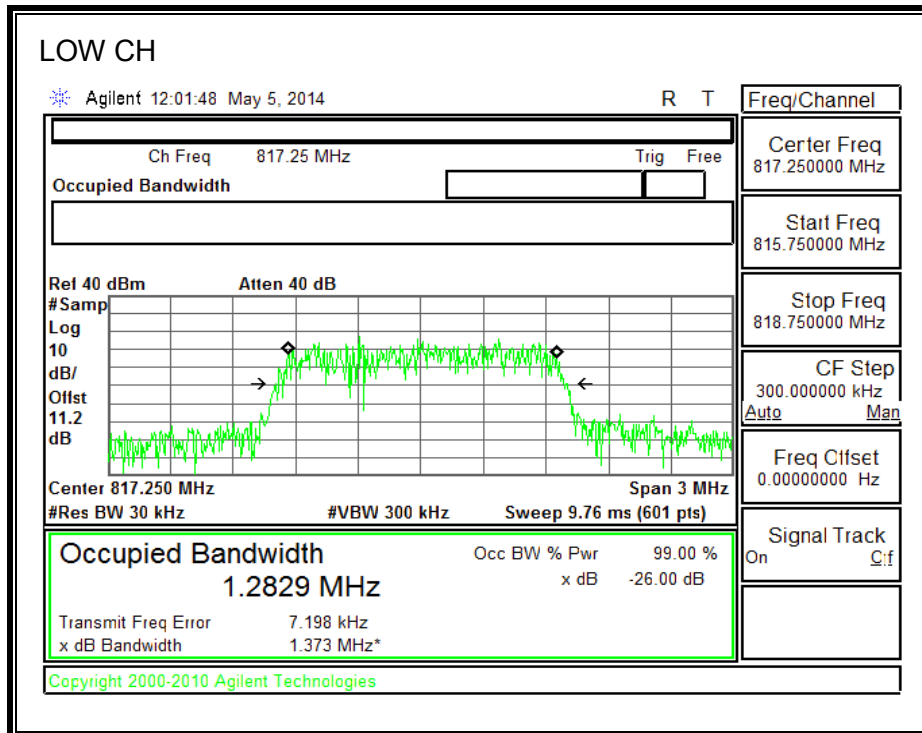 LOW CH
Agilent 12:01:48 May 5, 2014 R T
Ch Freq 817.25 MHz Trig Free
Occupied Bandwidth
Ref 40 dBm Atten 40 dB
#Samp
Log
10
dB/
Offst
11.2
dB
Center 817.250 MHz Span 3 MHz
#Res BW 30 kHz #VBW 300 kHz Sweep 9.76 ms (601 pts)
Occupied Bandwidth
1.2829 MHz
Occ BW % Pwr 99.00 %
x dB -26.00 dB
Transmit Freq Error 7.198 kHz
x dB Bandwidth 1.373 MHz*
Copyright 2000-2010 Agilent Technologies
Freq/Channel
Center Freq
817.250000 MHz
Start Freq
815.750000 MHz
Stop Freq
818.750000 MHz
CF Step
300.000000 kHz
Auto Man
Freq Offset
0.00000000 Hz
Signal Track
On Off